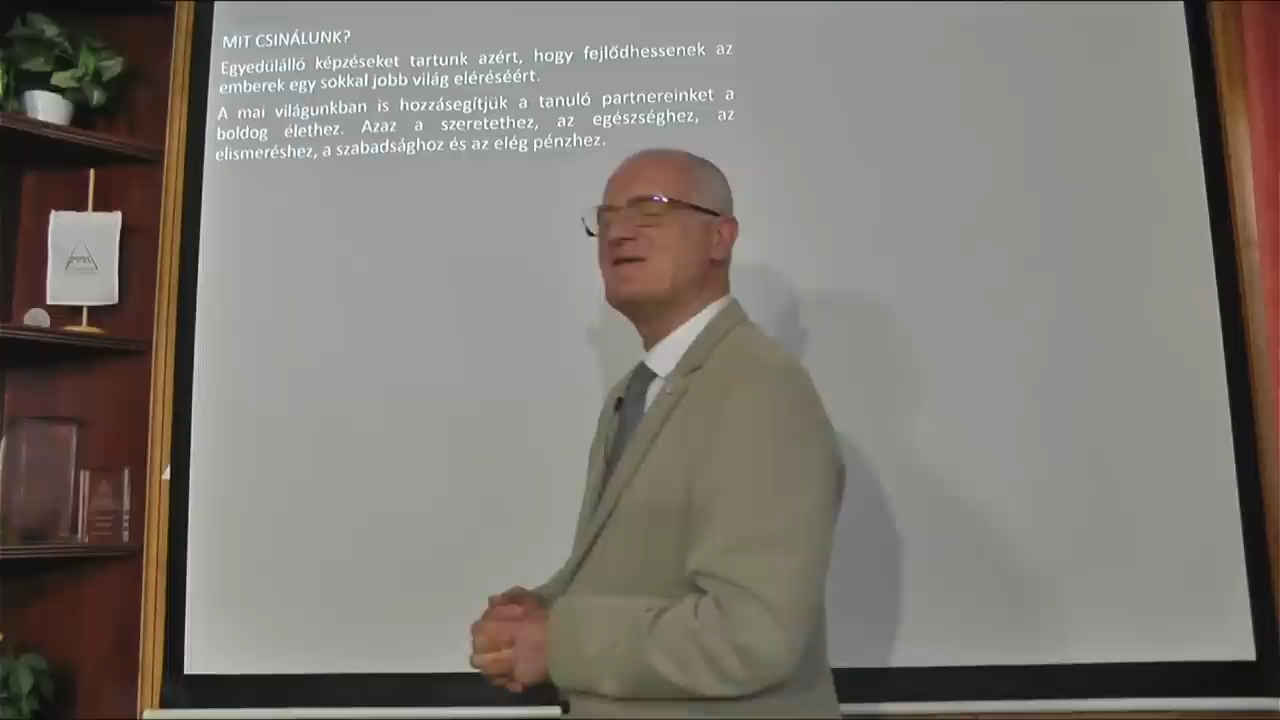 MIT CSINÁLUNK?
Egyedülálló képzéseket tartunk azért, hogy fejlődhessenek az
emberek egy sokkal jobb világ eléréséért.
A mai világunkban is hozzásegítjük a tanuló partnereinket a
boldog élethez. Azaz a szeretethez, az egészséghez, az
elismeréshez, a szabadsághoz és az elég pénzhez.